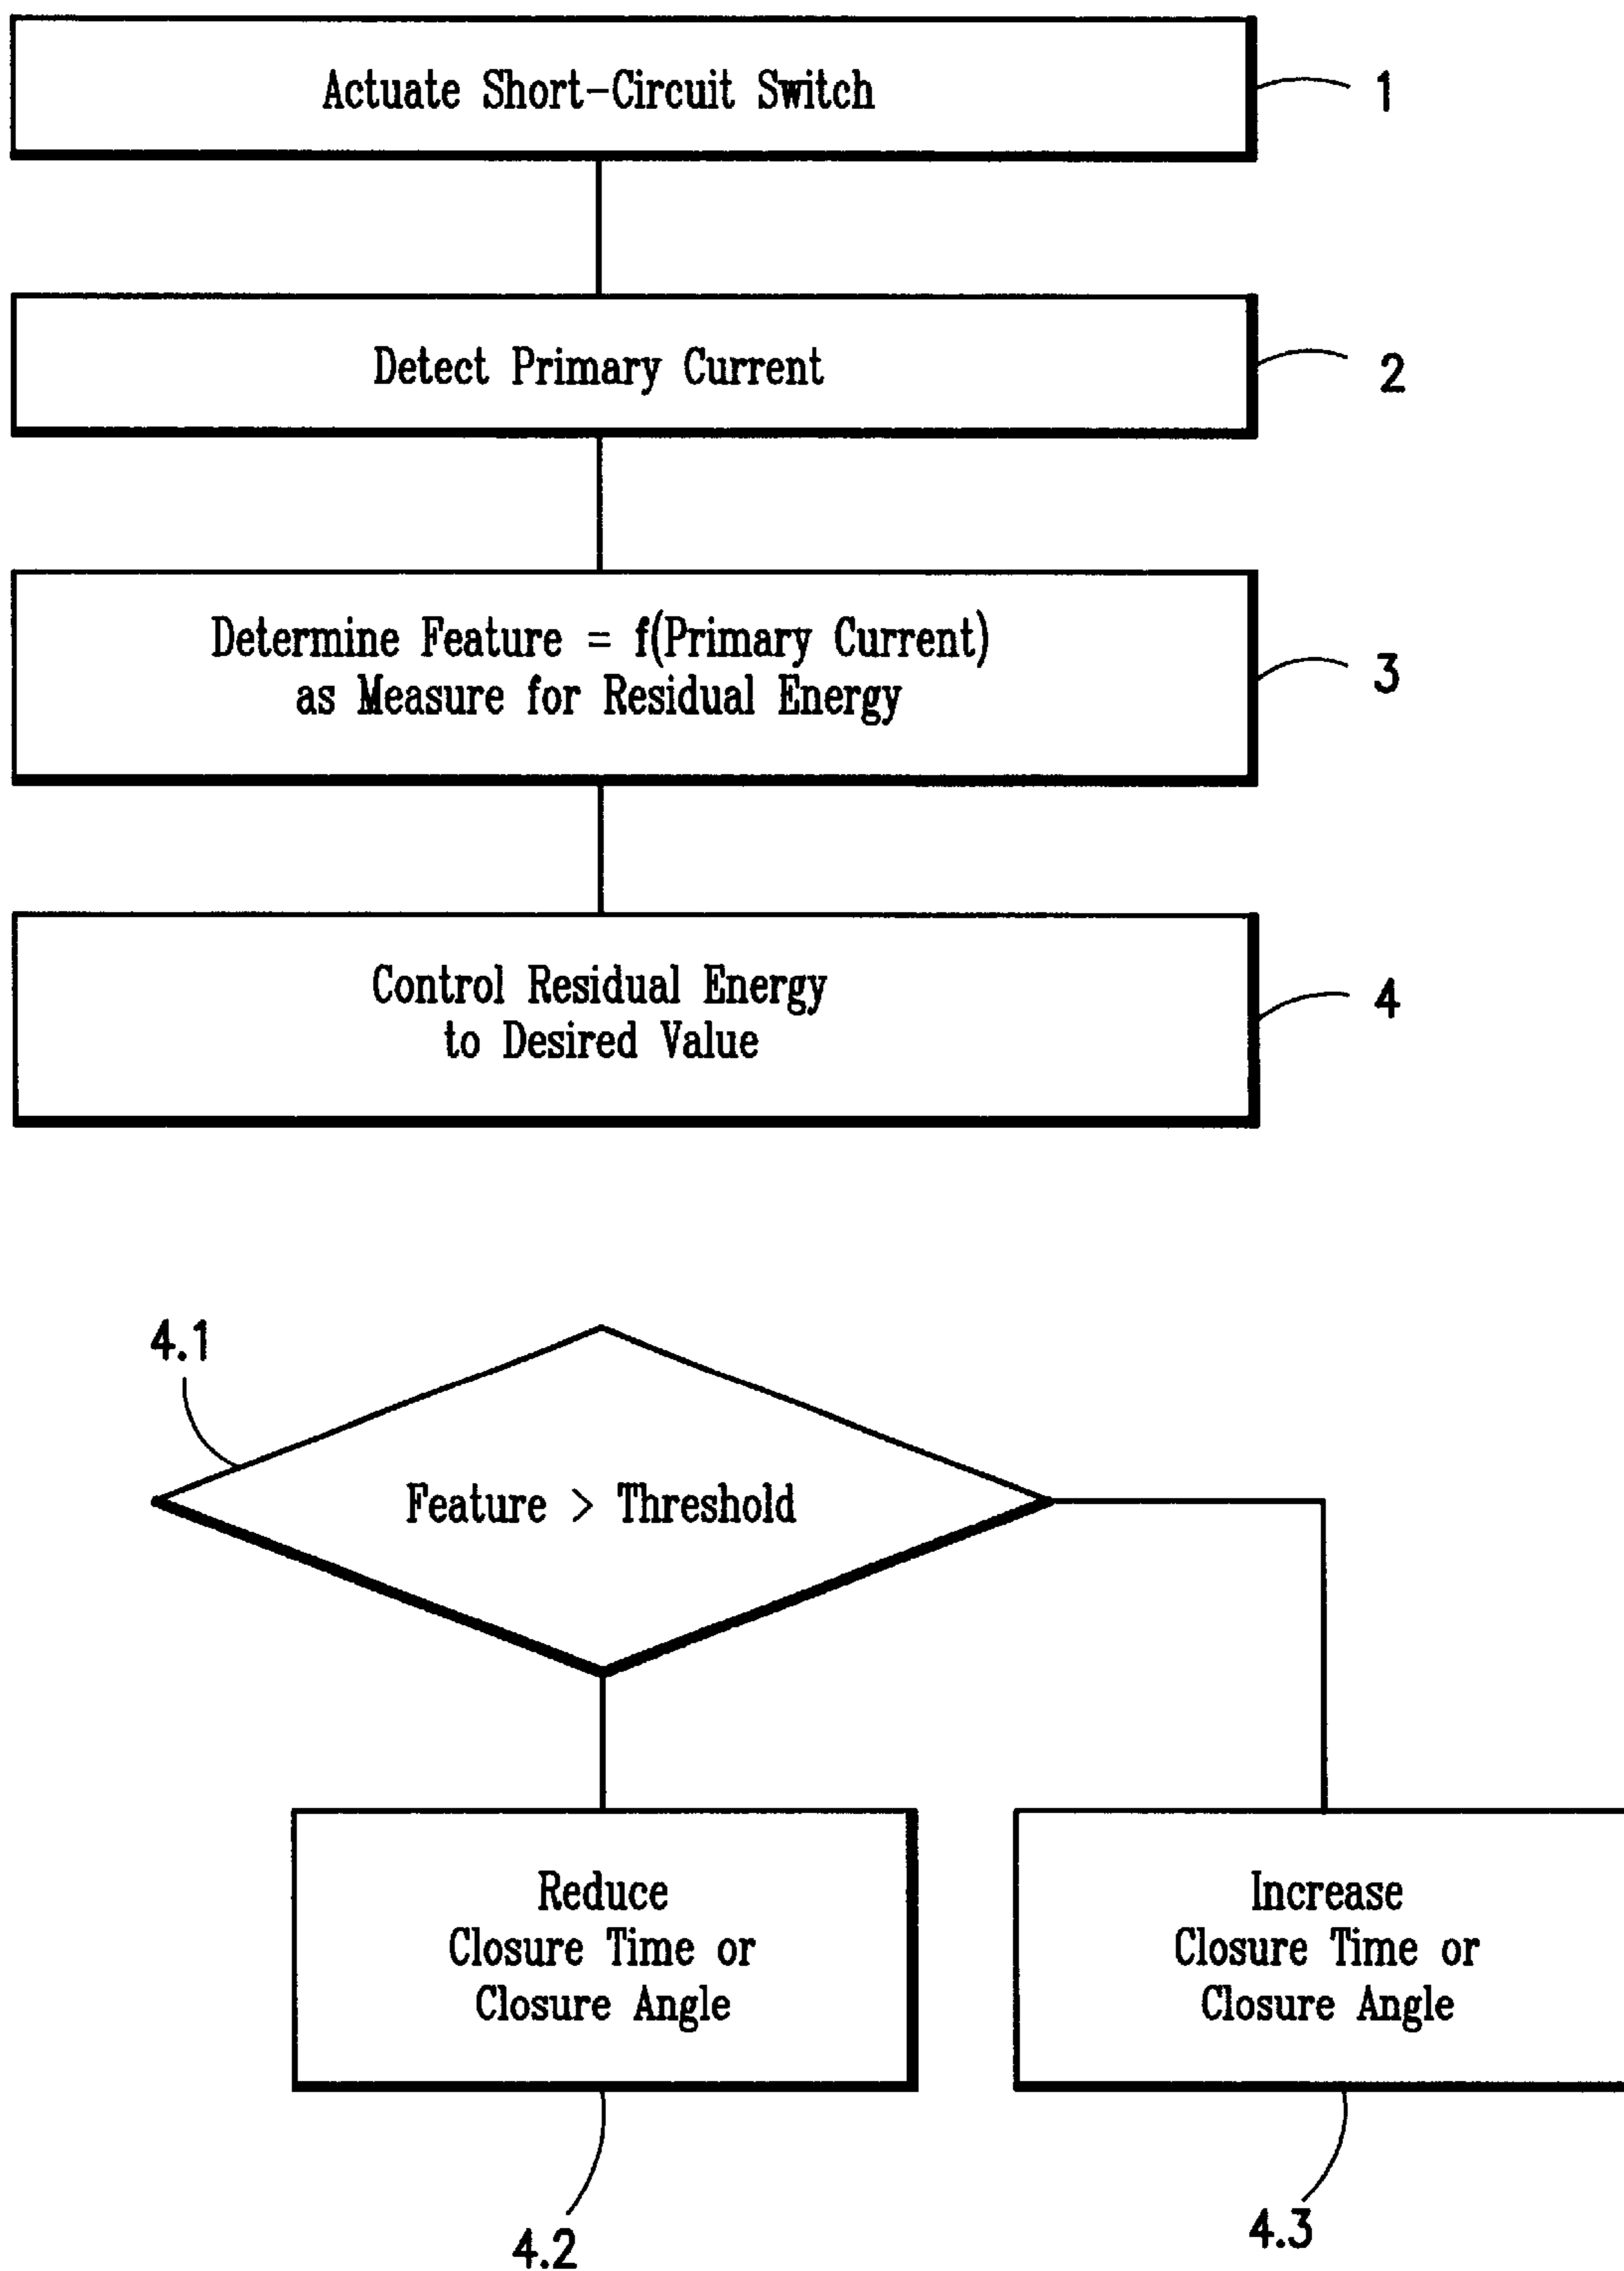 Actuate Short-Circuit Switch
1
Detect Primary Current
2
Determine Feature = f(Primary Current)
as Measure for Residual Energy
3
Control Residual Energy
to Desired Value
4
4.1
Feature > Threshold
Reduce
Closure Time or
Closure Angle
4.2
Increase
Closure Time or
Closure Angle
4.3